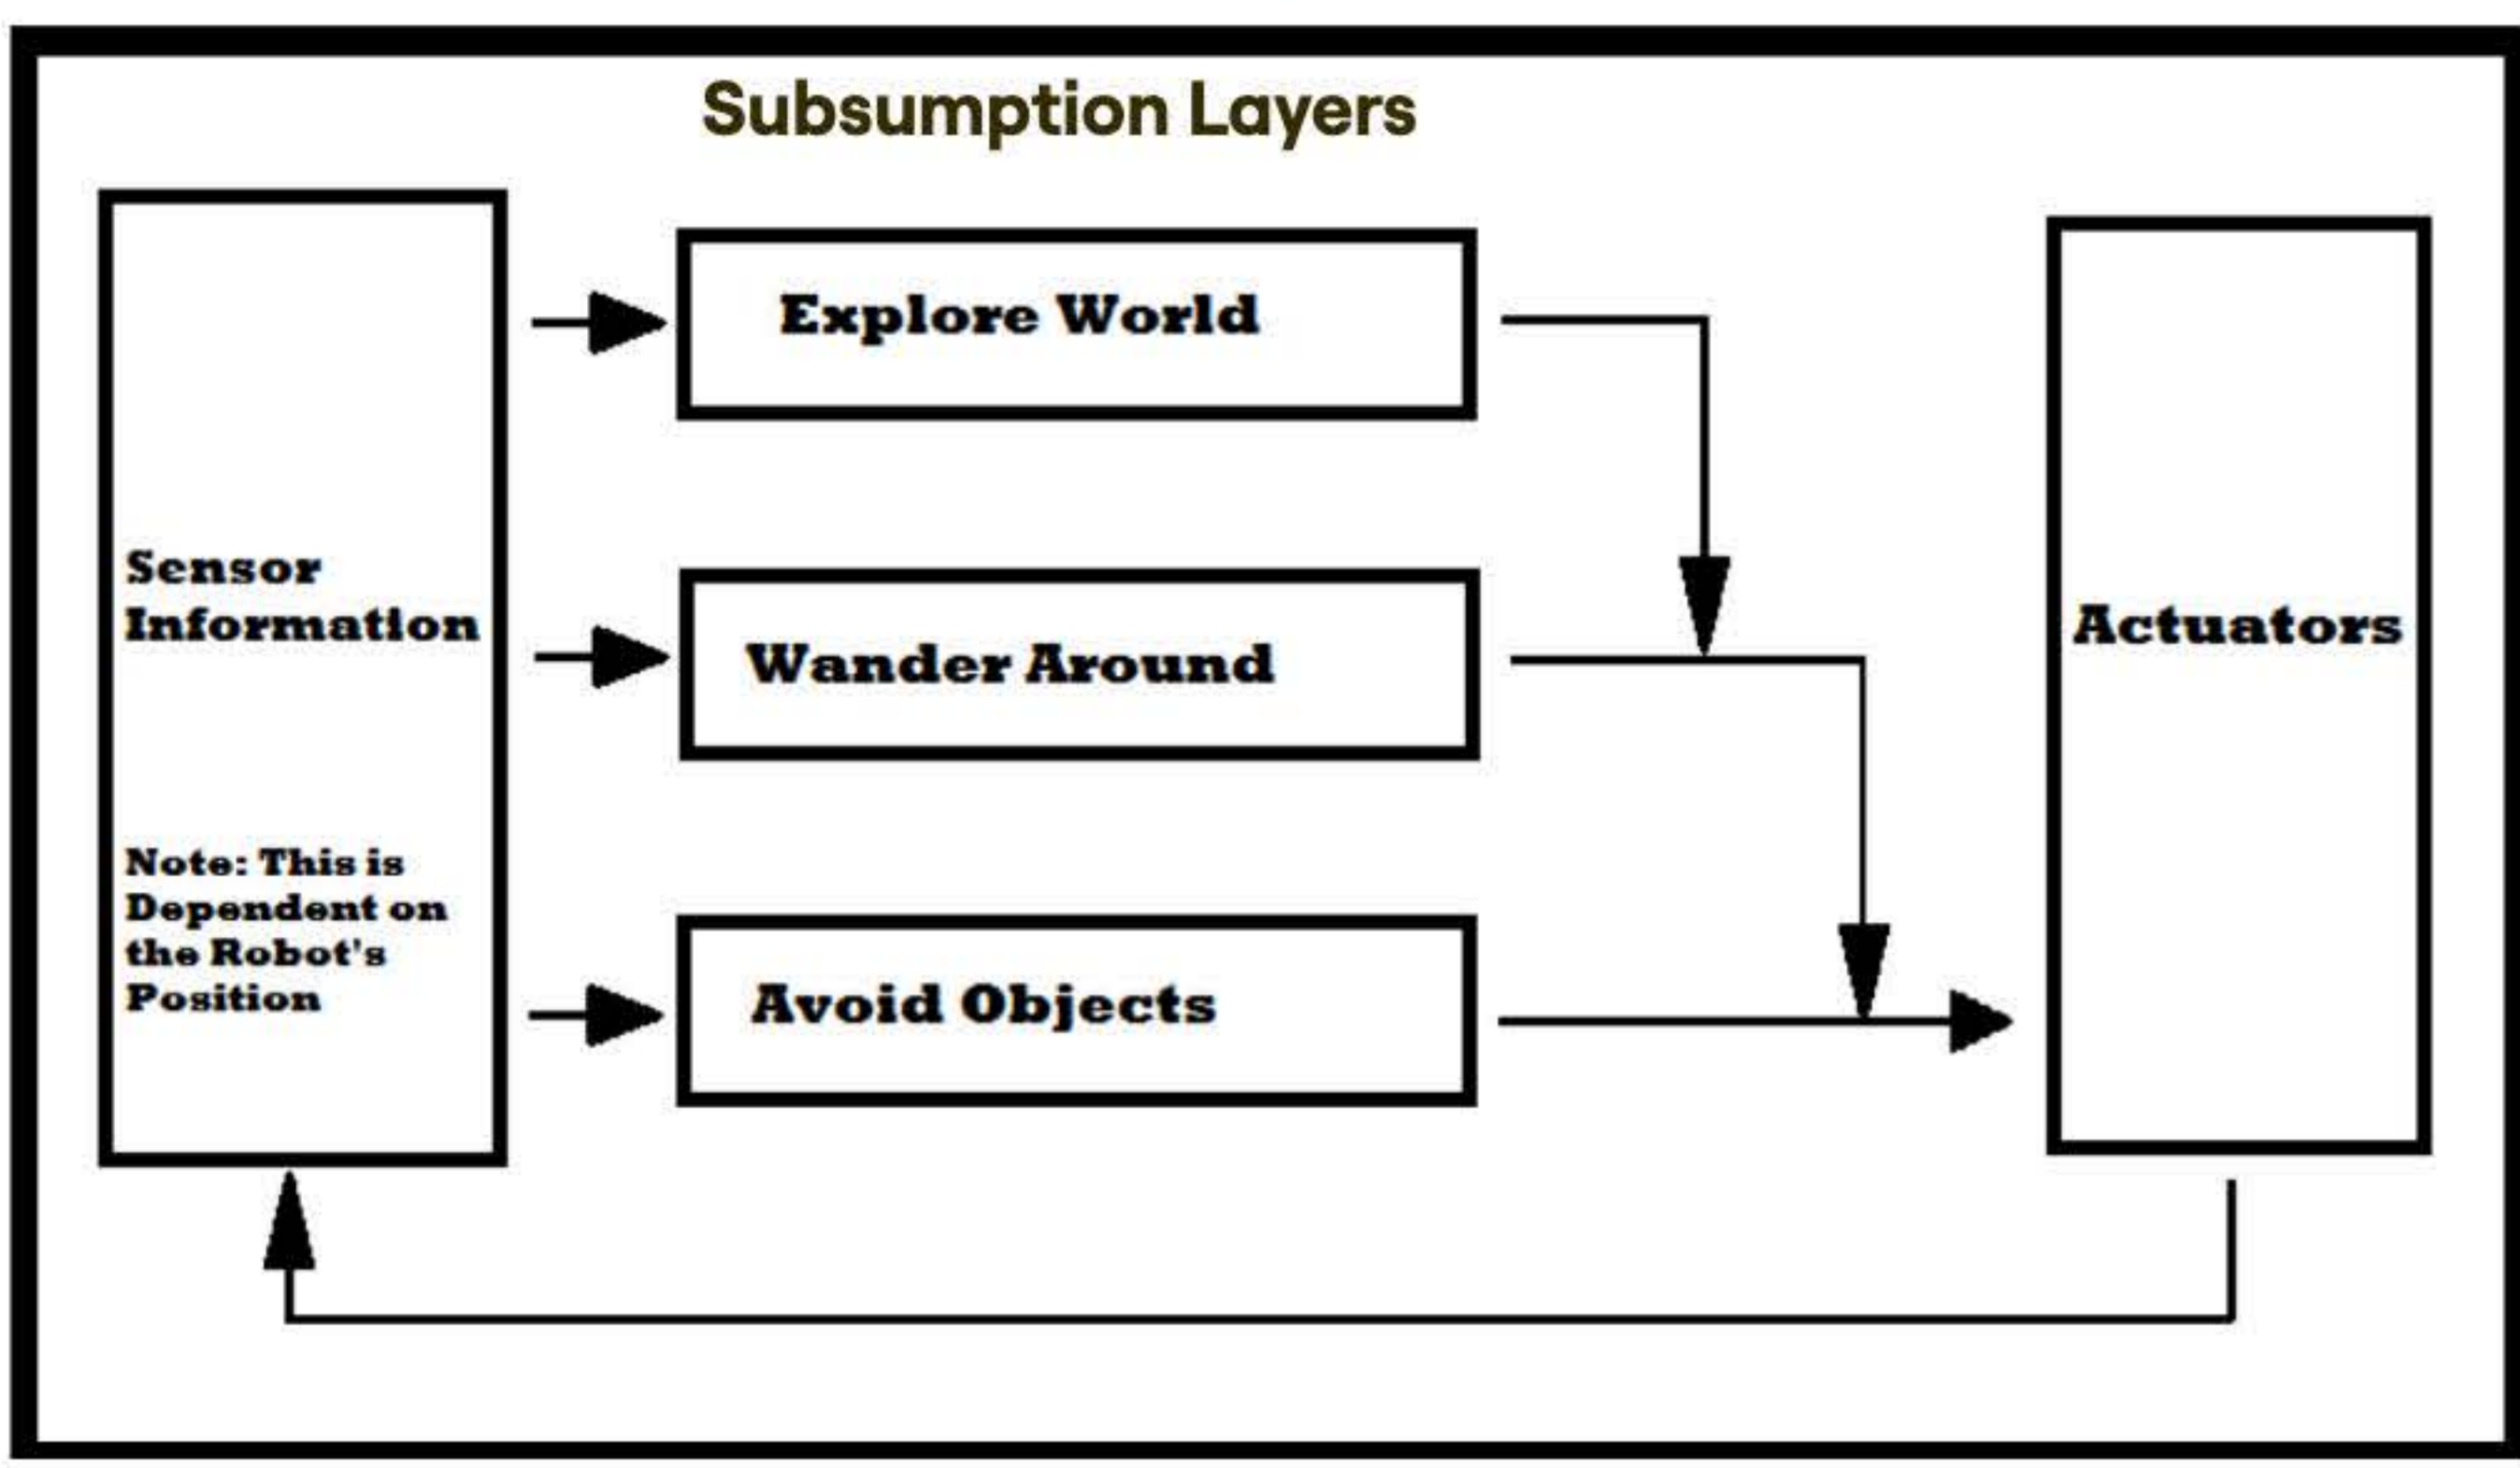 Subsumption Layers
Sensor
Information
Note: This is
Dependent on
the Robot's
Position
Explore World
Wander Around
Avoid Objects
Actuators